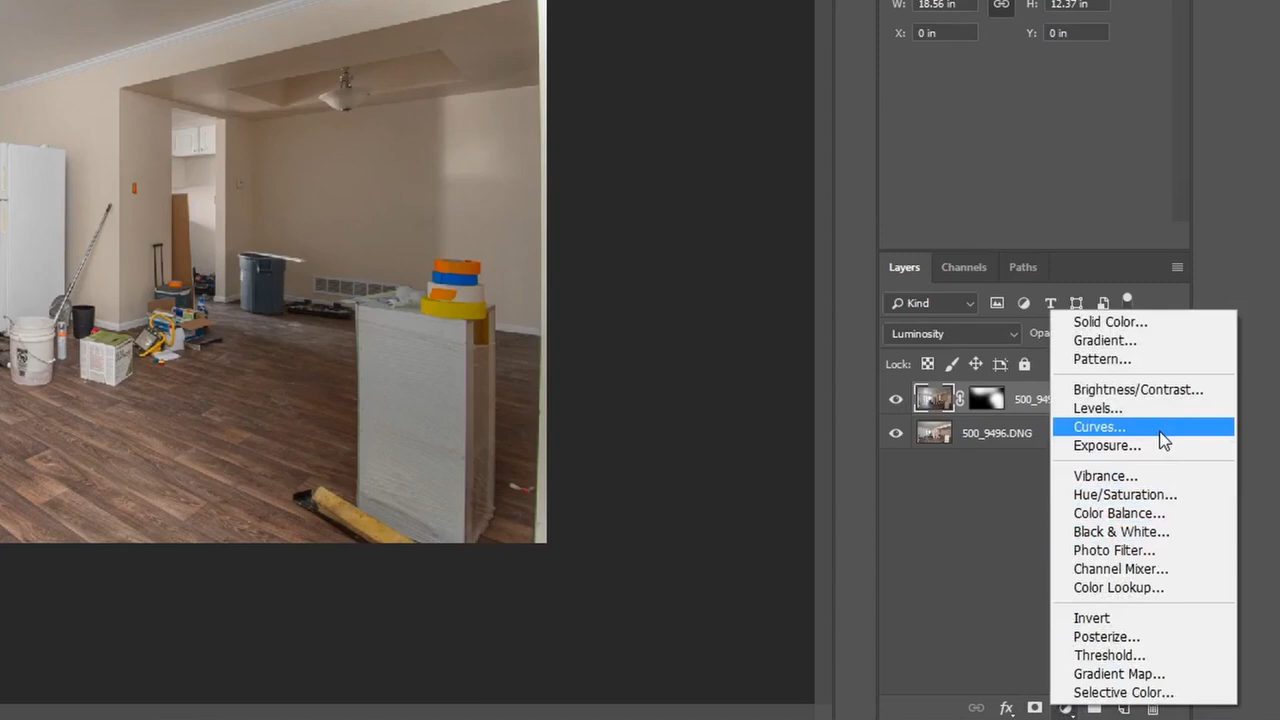 W: 18.56 in H: 12.37 in
X: 0 in Y: 0 in
Layers Channels Paths
Kind
Luminosity Opa
Lock:
500_949
500_9496.DNG
Solid Color...
Gradient...
Pattern...
Brightness/Contrast...
Levels...
Curves...
Exposure...
Vibrance...
Hue/Saturation...
Color Balance...
Black & White...
Photo Filter...
Channel Mixer...
Color Lookup...
Invert
Posterize...
Threshold...
Gradient Map...
Selective Color...
fx